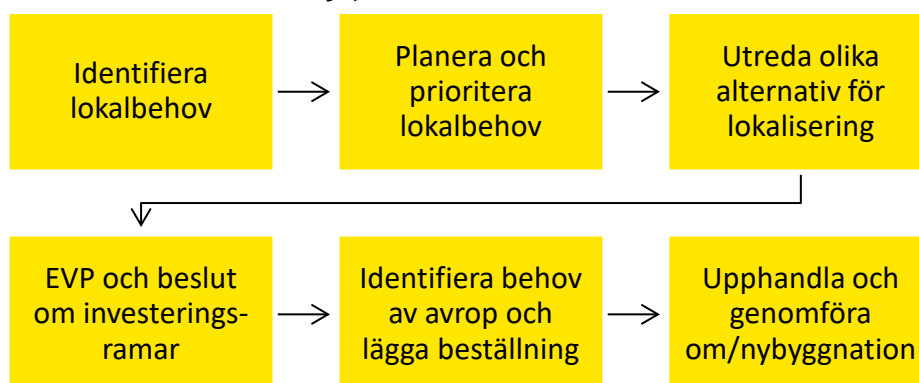 Identifiera
lokalbehov
Planera och
prioritera
lokalbehov
Utreda olika
alternativ för
lokalisering
EVP och beslut
om investerings-
ramar
Identifiera behov
av avrop och
lägga beställning
Upphandla och
genomföra
om/nybyggnation